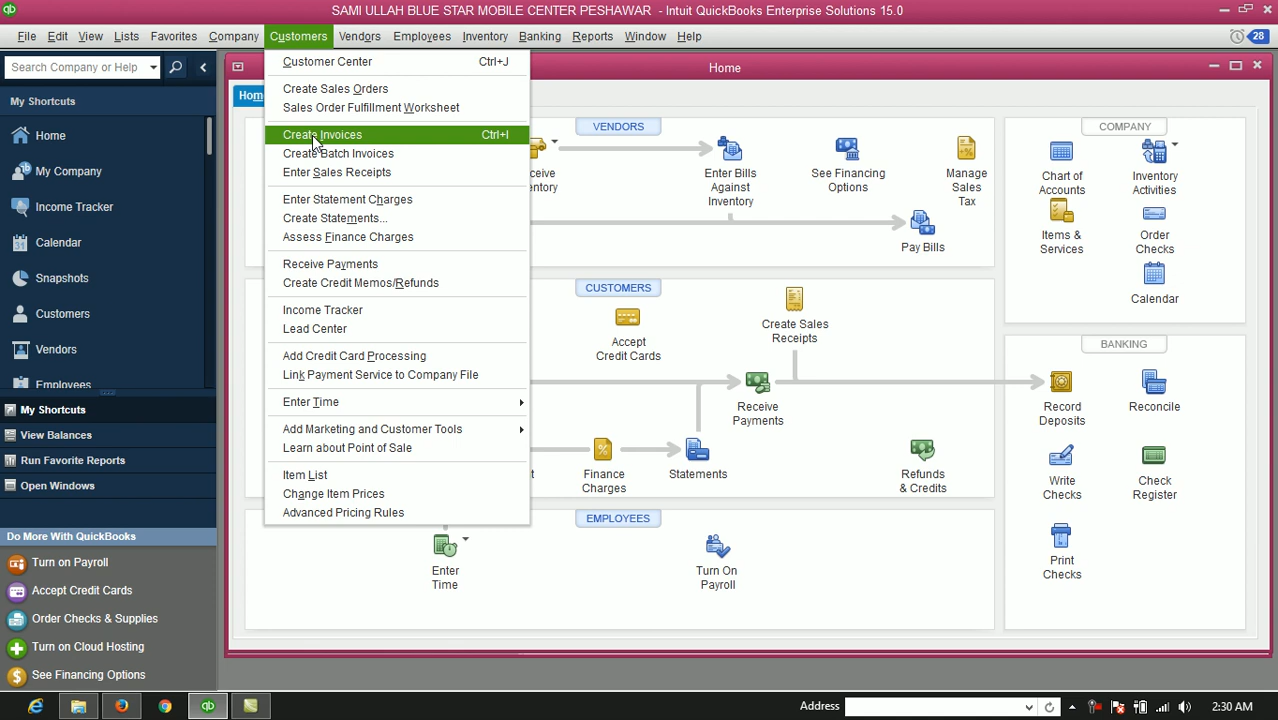 qb
SAMI ULLAH BLUE STAR MOBILE CENTER PESHAWAR - Intuit QuickBooks Enterprise Solutions 15.0
File Edit View Lists Favorites Company Customers Vendors Employees Inventory Banking Reports Window Help
28
Search Company or Help
My Shortcuts
Home
My Company
Income Tracker
Calendar
Snapshots
Customers
Vendors
Employees
My Shortcuts
View Balances
Run Favorite Reports
Open Windows
Do More With QuickBooks
Turn on Payroll
Accept Credit Cards
Order Checks & Supplies
Turn on Cloud Hosting
See Financing Options
Customer Center Ctrl+J
Create Sales Orders
Sales Order Fulfillment Worksheet
Create Invoices Ctrl+I
Create Batch Invoices
Enter Sales Receipts
Enter Statement Charges
Create Statements...
Assess Finance Charges
Receive Payments
Create Credit Memos/Refunds
Income Tracker
Lead Center
Add Credit Card Processing
Link Payment Service to Company File
Enter Time
Add Marketing and Customer Tools
Learn about Point of Sale
Item List
Change Item Prices
Advanced Pricing Rules
Home
VENDORS
Enter Bills
Against
Inventory
See Financing
Options
Manage
Sales
Tax
Pay Bills
CUSTOMERS
Accept
Credit Cards
Create Sales
Receipts
Receive
Payments
Finance
Charges
Statements
Refunds
& Credits
EMPLOYEES
Enter
Time
Turn On
Payroll
COMPANY
Chart of
Accounts
Inventory
Activities
Items &
Services
Order
Checks
Calendar
BANKING
Record
Deposits
Reconcile
Write
Checks
Check
Register
Print
Checks
qb
Address
2:30 AM